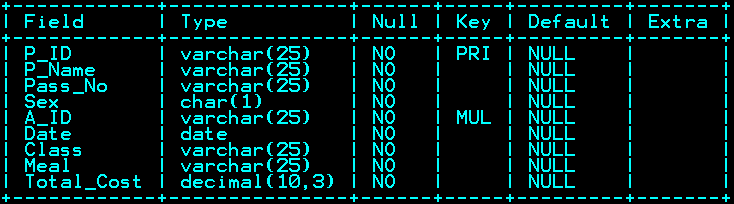 +------------+---------------+------+-----+---------+-------+
| Field      | Type          | Null | Key | Default | Extra |
+------------+---------------+------+-----+---------+-------+
| P_ID       | varchar(25)   | NO   | PRI | NULL    |       |
| P_Name     | varchar(25)   | NO   |     | NULL    |       |
| Pass_No    | varchar(25)   | NO   |     | NULL    |       |
| Sex        | char(1)       | NO   |     | NULL    |       |
| A_ID       | varchar(25)   | NO   | MUL | NULL    |       |
| Date       | date          | NO   |     | NULL    |       |
| Class      | varchar(25)   | NO   |     | NULL    |       |
| Meal       | varchar(25)   | NO   |     | NULL    |       |
| Total_Cost | decimal(10,3) | NO   |     | NULL    |       |
+------------+---------------+------+-----+---------+-------+